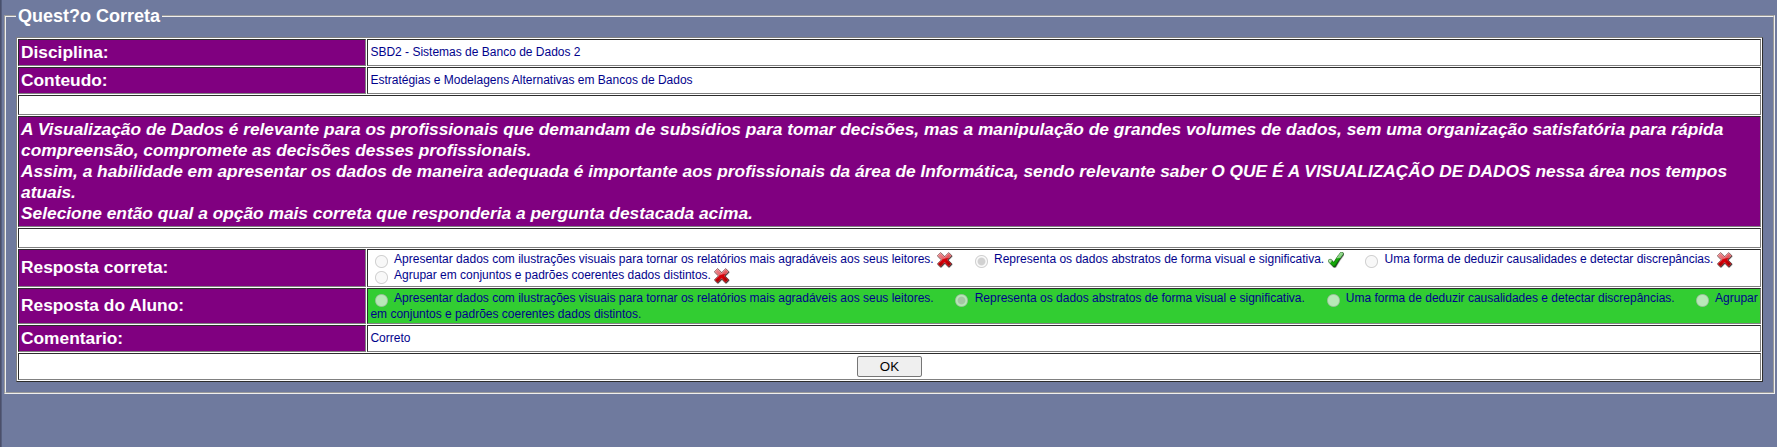 Quest?o Correta
Disciplina:
SBD2 - Sistemas de Banco de Dados 2
Conteudo:
Estratégias e Modelagens Alternativas em Bancos de Dados
A Visualização de Dados é relevante para os profissionais que demandam de subsídios para tomar decisões, mas a manipulação de grandes volumes de dados, sem uma organização satisfatória para rápida
compreensão, compromete as decisões desses profissionais.
Assim, a habilidade em apresentar os dados de maneira adequada é importante aos profissionais da área de Informática, sendo relevante saber O QUE É A VISUALIZAÇÃO DE DADOS nessa área nos tempos
atuais.
Selecione então qual a opção mais correta que responderia a pergunta destacada acima.
Resposta correta:
Apresentar dados com ilustrações visuais para tornar os relatórios mais agradáveis aos seus leitores. Representa os dados abstratos de forma visual e significativa. Uma forma de deduzir causalidades e detectar discrepâncias.
Agrupar em conjuntos e padrões coerentes dados distintos.
Resposta do Aluno:
Apresentar dados com ilustrações visuais para tornar os relatórios mais agradáveis aos seus leitores. Representa os dados abstratos de forma visual e significativa. Uma forma de deduzir causalidades e detectar discrepâncias. Agrupar
em conjuntos e padrões coerentes dados distintos.
Comentario:
Correto
OK